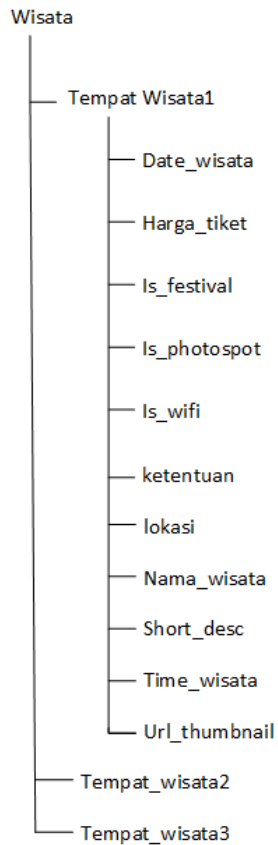 Wisata
Tempat Wisata1
Date_wisata
Harga_tiket
Is_festival
Is_photospot
Is_wifi
ketentuan
lokasi
Nama_wisata
Short_desc
Time_wisata
Url_thumbnail
Tempat_wisata2
Tempat_wisata3